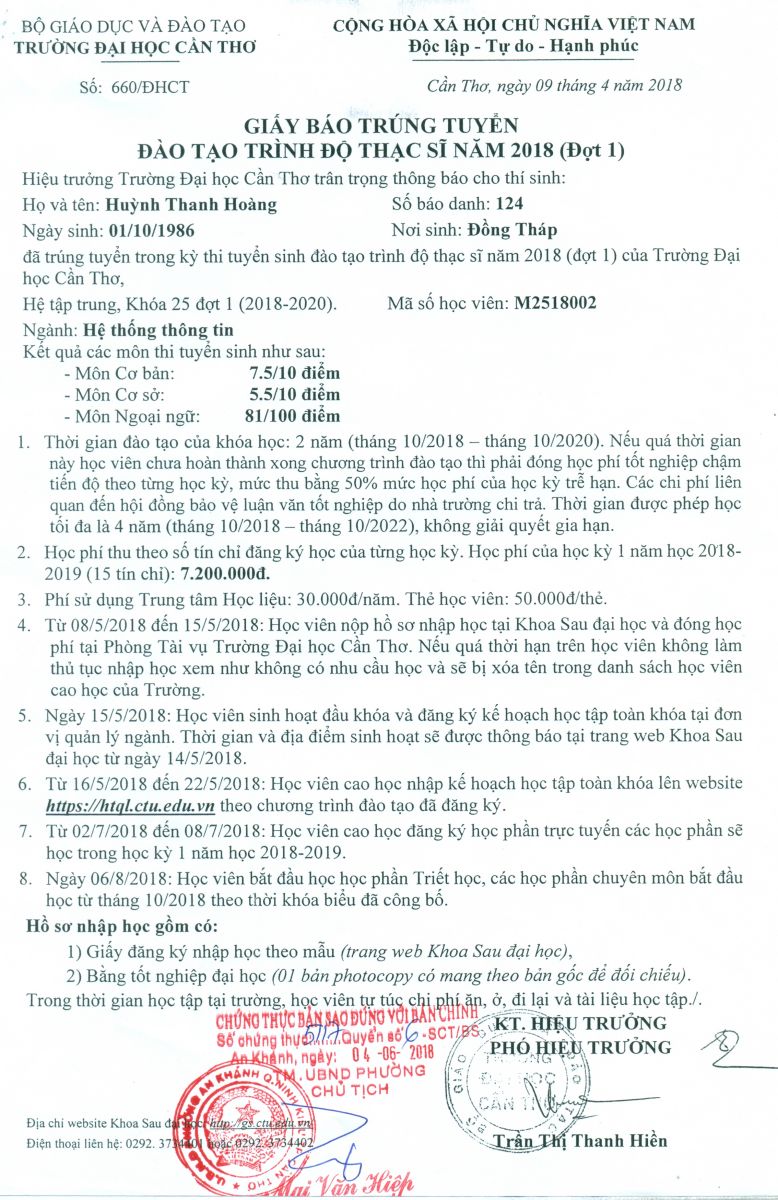 BỘ GIÁO DỤC VÀ ĐÀO TẠO
TRƯỜNG ĐẠI HỌC CẦN THƠ
CỘNG HÒA XÃ HỘI CHỦ NGHĨA VIỆT NAM
Độc lập - Tự do - Hạnh phúc
Số: 660/ĐHCT
Cần Thơ, ngày 09 tháng 4 năm 2018
GIẤY BÁO TRÚNG TUYỂN
ĐÀO TẠO TRÌNH ĐỘ THẠC SĨ NĂM 2018 (Đợt 1)
Hiệu trưởng Trường Đại học Cần Thơ trân trọng thông báo cho thí sinh:
Họ và tên: Huỳnh Thanh Hoàng Số báo danh: 124
Ngày sinh: 01/10/1986 Nơi sinh: Đồng Tháp
đã trúng tuyển trong kỳ thi tuyển sinh đào tạo trình độ thạc sĩ năm 2018 (đợt 1) của Trường Đại
học Cần Thơ,
Hệ tập trung, Khóa 25 đợt 1 (2018-2020). Mã số học viên: M2518002
Ngành: Hệ thống thông tin
Kết quả các môn thi tuyển sinh như sau:
- Môn Cơ bản: 7.5/10 điểm
- Môn Cơ sở: 5.5/10 điểm
- Môn Ngoại ngữ: 81/100 điểm
1. Thời gian đào tạo của khóa học: 2 năm (tháng 10/2018 – tháng 10/2020). Nếu quá thời gian
này học viên chưa hoàn thành xong chương trình đào tạo thì phải đóng học phí tốt nghiệp chậm
tiến độ theo từng học kỳ, mức thu bằng 50% mức học phí của học kỳ trễ hạn. Các chi phí liên
quan đến hội đồng bảo vệ luận văn tốt nghiệp do nhà trường chi trả. Thời gian được phép học
tối đa là 4 năm (tháng 10/2018 – tháng 10/2022), không giải quyết gia hạn.
2. Học phí thu theo số tín chỉ đăng ký học của từng học kỳ. Học phí của học kỳ 1 năm học 2018-
2019 (15 tín chỉ): 7.200.000đ.
3. Phí sử dụng Trung tâm Học liệu: 30.000đ/năm. Thẻ học viên: 50.000đ/thẻ.
4. Từ 08/5/2018 đến 15/5/2018: Học viên nộp hồ sơ nhập học tại Khoa Sau đại học và đóng học
phí tại Phòng Tài vụ Trường Đại học Cần Thơ. Nếu quá thời hạn trên học viên không làm
thủ tục nhập học xem như không có nhu cầu học và sẽ bị xóa tên trong danh sách học viên
cao học của Trường.
5. Ngày 15/5/2018: Học viên sinh hoạt đầu khóa và đăng ký kế hoạch học tập toàn khóa tại đơn
vị quản lý ngành. Thời gian và địa điểm sinh hoạt sẽ được thông báo tại trang web Khoa Sau
đại học từ ngày 14/5/2018.
6. Từ 16/5/2018 đến 22/5/2018: Học viên cao học nhập kế hoạch học tập toàn khóa lên website
https://htql.ctu.edu.vn theo chương trình đào tạo đã đăng ký.
7. Từ 02/7/2018 đến 08/7/2018: Học viên cao học đăng ký học phần trực tuyến các học phần sẽ
học trong học kỳ 1 năm học 2018-2019.
8. Ngày 06/8/2018: Học viên bắt đầu học học phần Triết học, các học phần chuyên môn bắt đầu
học từ tháng 10/2018 theo thời khóa biểu đã công bố.
Hồ sơ nhập học gồm có:
1) Giấy đăng ký nhập học theo mẫu (trang web Khoa Sau đại học),
2) Bằng tốt nghiệp đại học (01 bản photocopy có mang theo bản gốc để đối chiếu).
Trong thời gian học tập tại trường, học viên tự túc chi phí ăn, ở, đi lại và tài liệu học tập./.
CHỨNG THỰC BẢN SAO ĐÚNG VỚI BẢN CHÍNH
Số chứng thực Quyển số 6 -SCT/BS
An Khánh, ngày: 04 -06- 2018
TM. UBND PHƯỜNG
CHỦ TỊCH
Mai Văn Hiệp
KT. HIỆU TRƯỞNG
PHÓ HIỆU TRƯỞNG
TRƯỜNG
ĐẠI HỌC
CẦN THƠ
Trần Thị Thanh Hiền
Địa chỉ website Khoa Sau đại học: http://gs.ctu.edu.vn
Điện thoại liên hệ: 0292. 3734401 hoặc 0292. 3734402